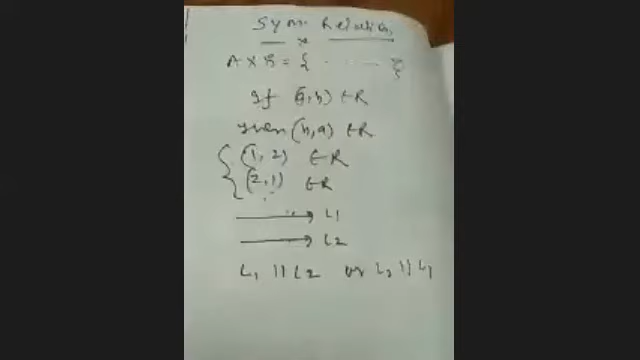 Sym. Relation
A X B = { . . . . . . }
If (a,b) ∈ R
then (b,a) ∈ R
(1,2) ∈ R
(2,1) ∈ R
L1
L2
L1 || L2 or L2 || L1